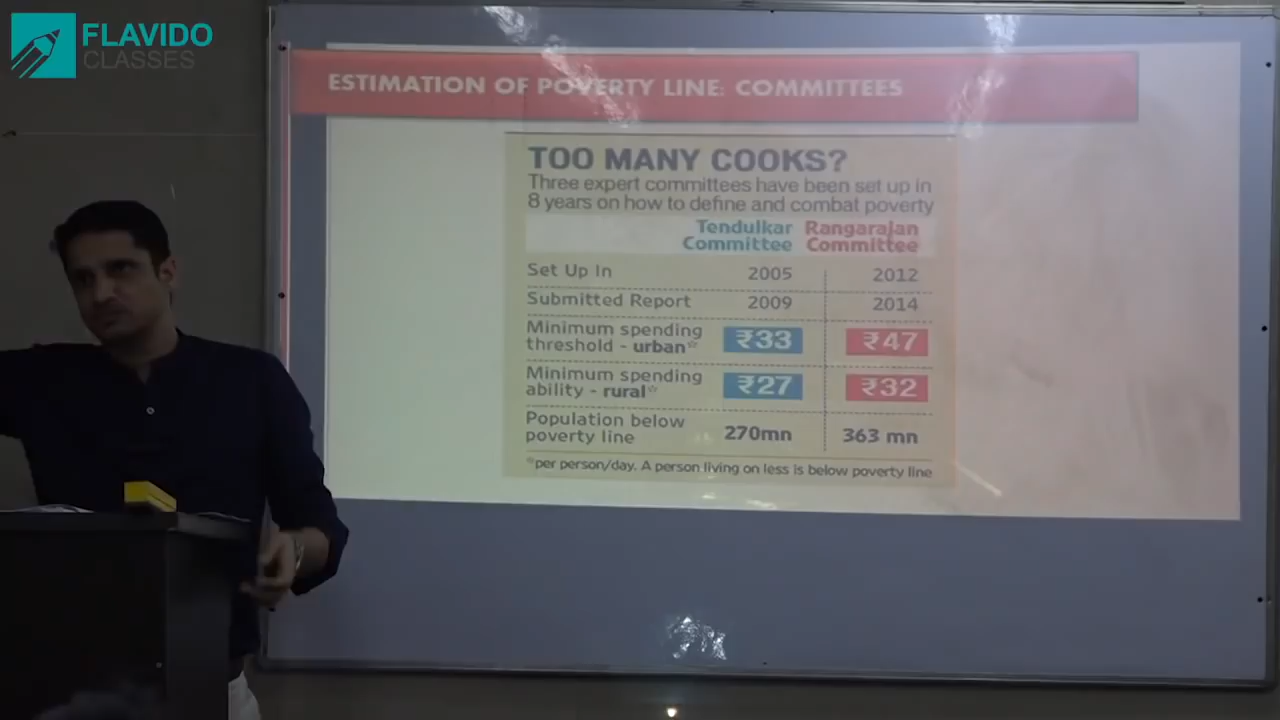 FLAVIDO
CLASSES
ESTIMATION OF POVERTY LINE: COMMITTEES
TOO MANY COOKS?
Three expert committees have been set up in
8 years on how to define and combat poverty
Tendulkar Rangarajan
Committee Committee
Set Up In 2005 2012
Submitted Report 2009 2014
Minimum spending
threshold - urban* ₹33 ₹47
Minimum spending
ability - rural* ₹27 ₹32
Population below
poverty line 270mn 363 mn
*per person/day. A person living on less is below poverty line